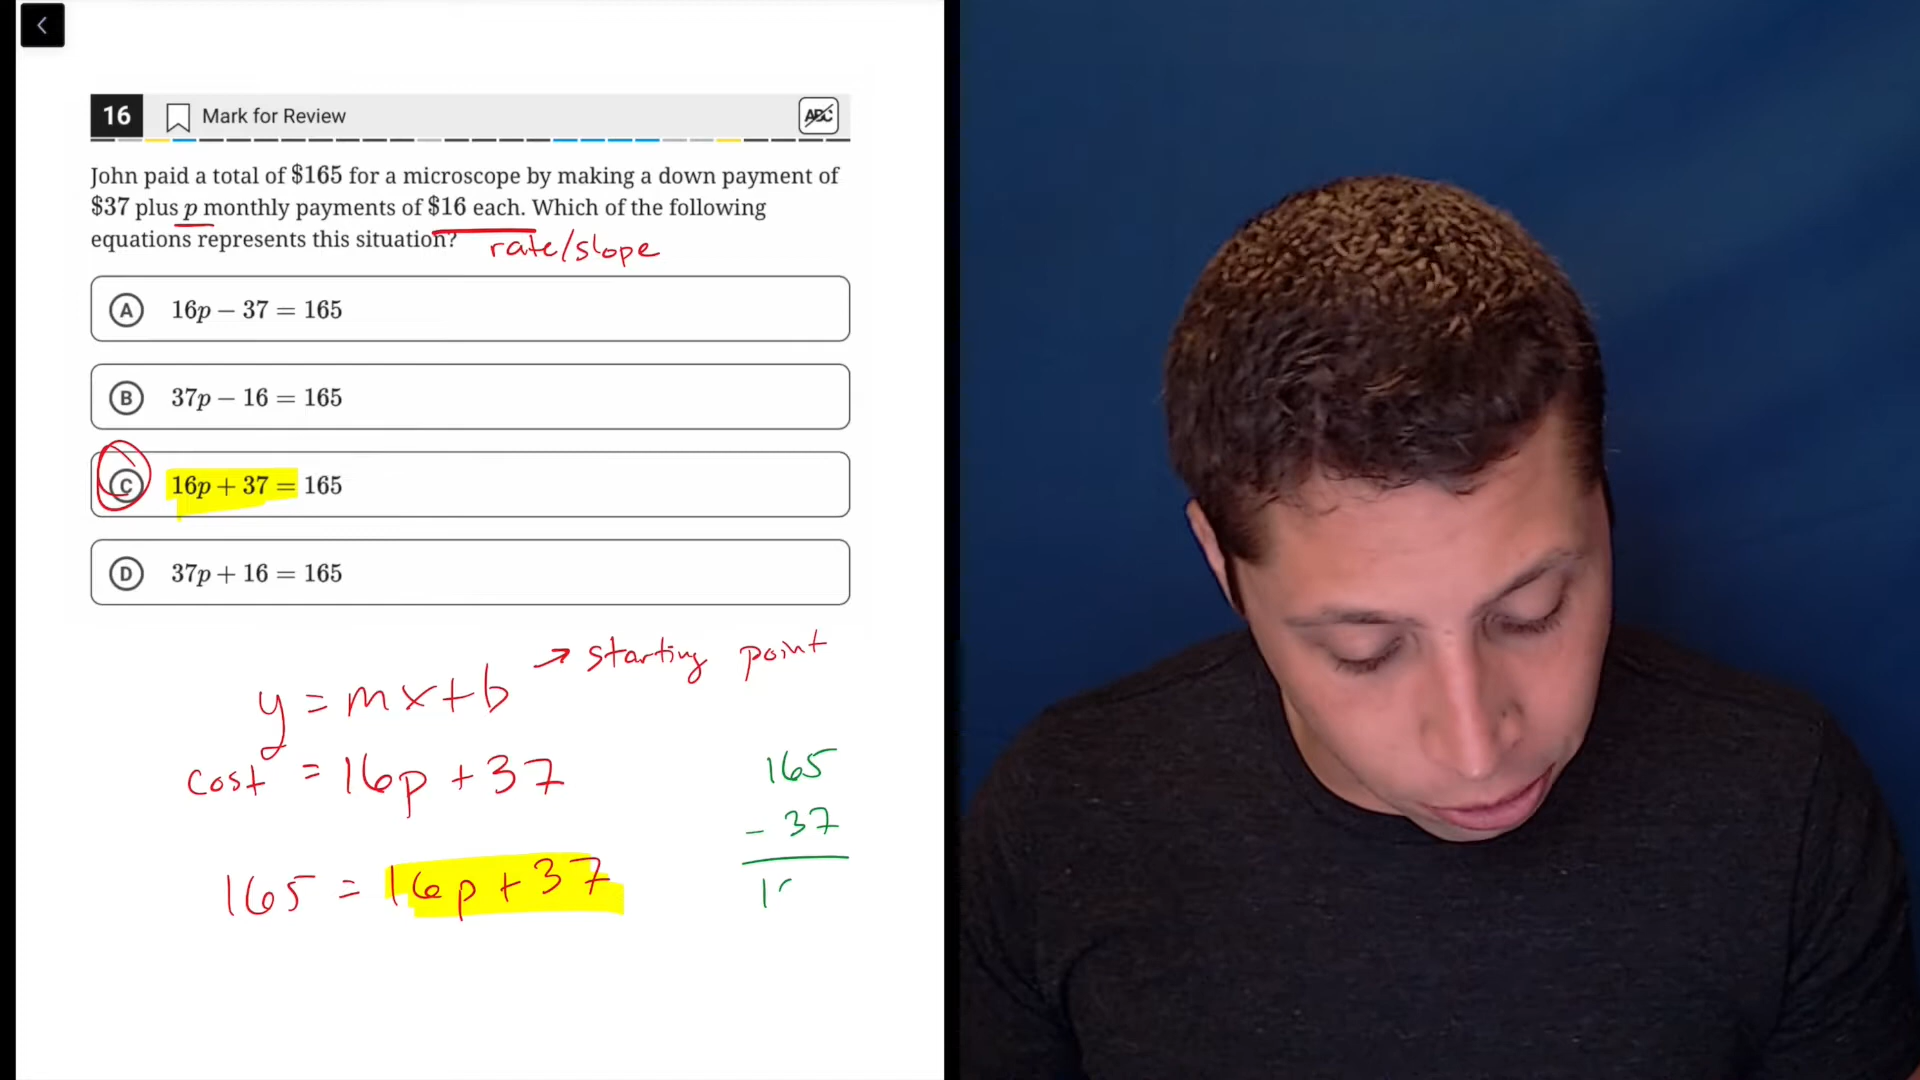 16 Mark for Review ABC
John paid a total of $165 for a microscope by making a down payment of
$37 plus p monthly payments of $16 each. Which of the following
equations represents this situation?
rate/slope
A 16p − 37 = 165
B 37p − 16 = 165
C 16p + 37 = 165
D 37p + 16 = 165
→ starting point
y = mx+b
cost = 16p + 37
165 = 16p + 37
165
- 37
1